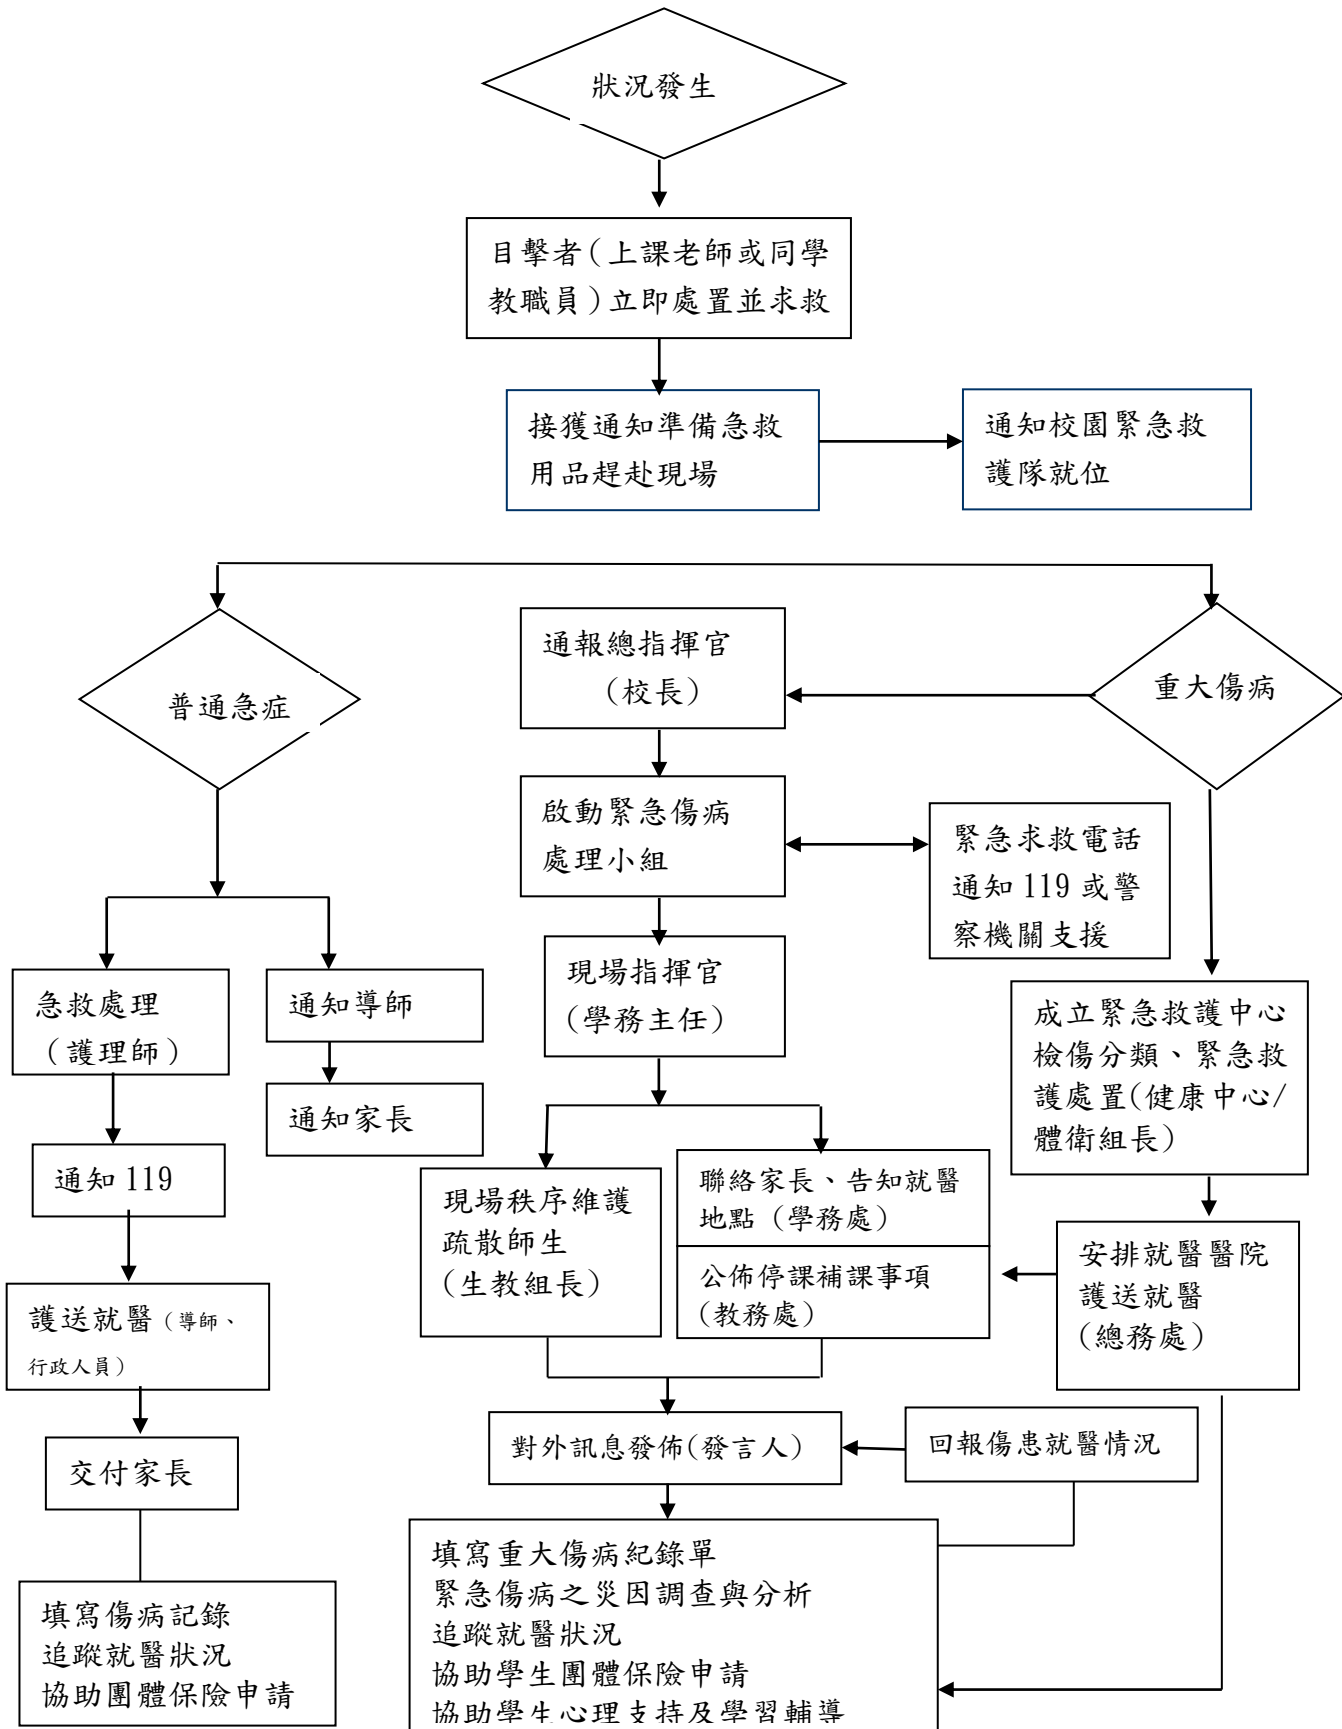 狀況發生
目擊者(上課老師或同學
教職員)立即處置並求救
接獲通知準備急救
用品趕赴現場
通知校園緊急救
護隊就位
普通急症
通報總指揮官
(校長)
重大傷病
啟動緊急傷病
處理小組
緊急求救電話
通知 119 或警
察機關支援
急救處理
(護理師)
通知導師
現場指揮官
(學務主任)
成立緊急救護中心
檢傷分類、緊急救
護處置(健康中心/
體衛組長)
通知家長
通知 119
現場秩序維護
疏散師生
(生教組長)
聯絡家長、告知就醫
地點 (學務處)
公佈停課補課事項
(教務處)
安排就醫醫院
護送就醫
(總務處)
護送就醫(導師、
行政人員)
對外訊息發佈(發言人)
回報傷患就醫情況
交付家長
填寫重大傷病紀錄單
緊急傷病之災因調查與分析
追蹤就醫狀況
協助學生團體保險申請
協助學生心理支持及學習輔導
填寫傷病記錄
追蹤就醫狀況
協助團體保險申請